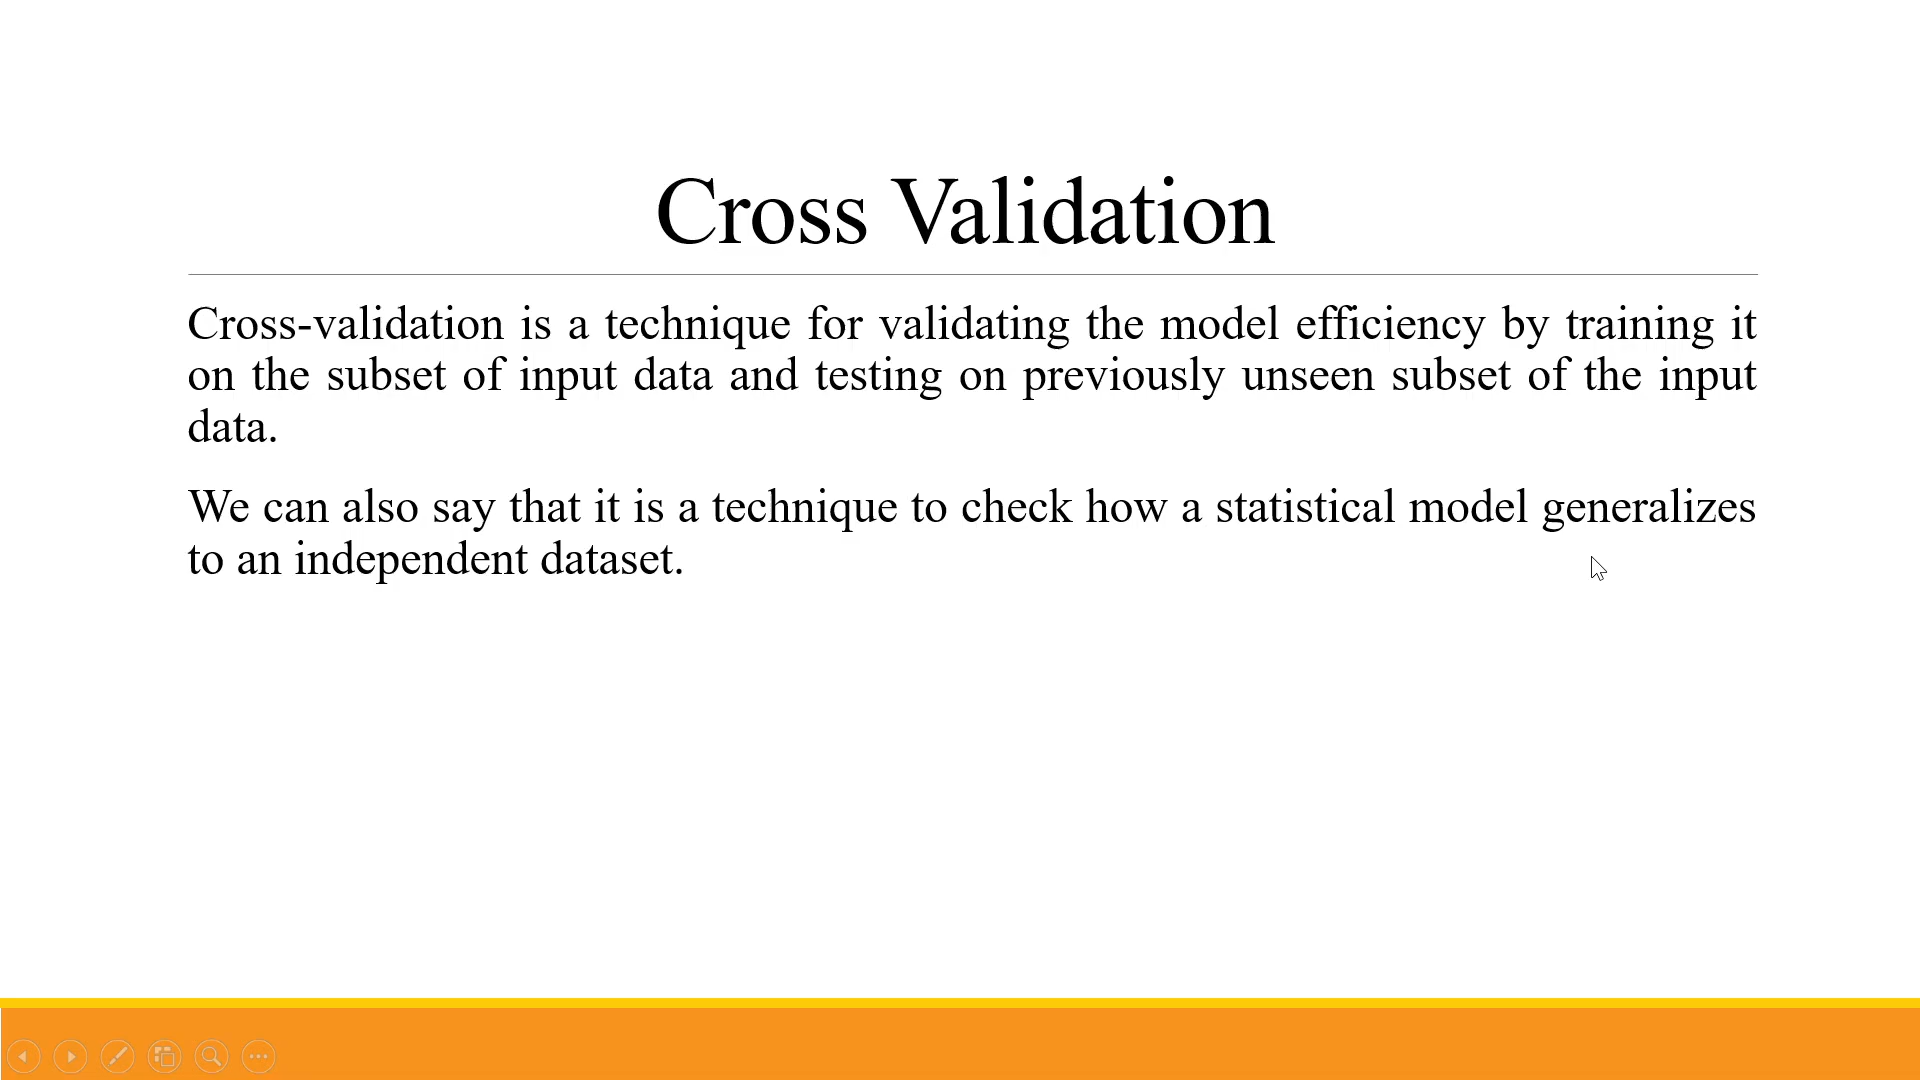 Cross Validation
Cross-validation is a technique for validating the model efficiency by training it
on the subset of input data and testing on previously unseen subset of the input
data.
We can also say that it is a technique to check how a statistical model generalizes
to an independent dataset.